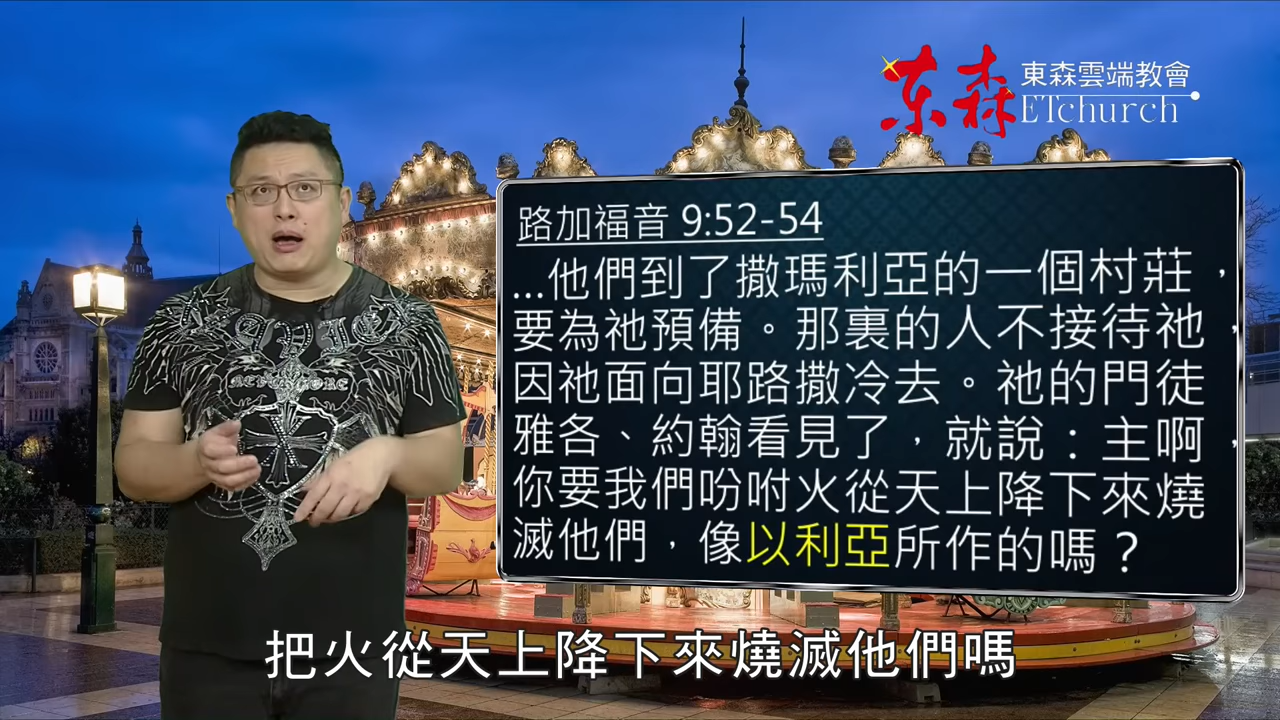 东森
東森雲端教會
ETchurch
路加福音 9:52-54
...他們到了撒瑪利亞的一個村莊，
要為祂預備。那裏的人不接待祂，
因祂面向耶路撒冷去。祂的門徒
雅各、約翰看見了，就說：主啊，
你要我們吩咐火從天上降下來燒
滅他們，像以利亞所作的嗎？
把火從天上降下來燒滅他們嗎